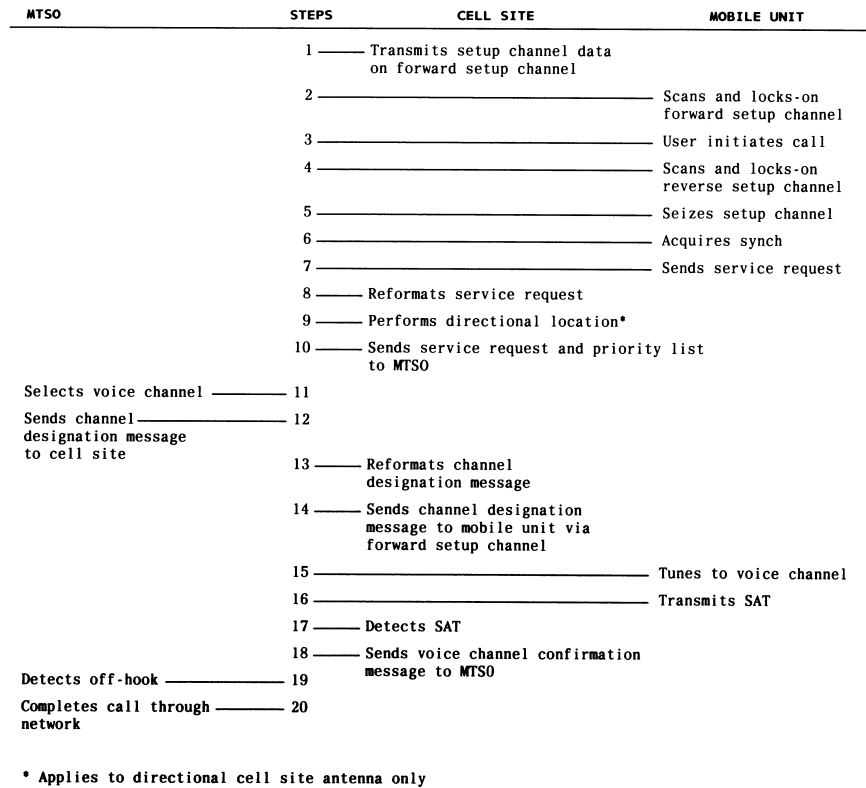 MTSO STEPS CELL SITE MOBILE UNIT
1 Transmits setup channel data
on forward setup channel
2 Scans and locks-on
forward setup channel
3 User initiates call
4 Scans and locks-on
reverse setup channel
5 Seizes setup channel
6 Acquires synch
7 Sends service request
8 Reformats service request
9 Performs directional location*
10 Sends service request and priority list
to MTSO
Selects voice channel 11
Sends channel 12
designation message
to cell site
13 Reformats channel
designation message
14 Sends channel designation
message to mobile unit via
forward setup channel
15 Tunes to voice channel
16 Transmits SAT
17 Detects SAT
18 Sends voice channel confirmation
message to MTSO
Detects off-hook 19
Completes call through 20
network
* Applies to directional cell site antenna only